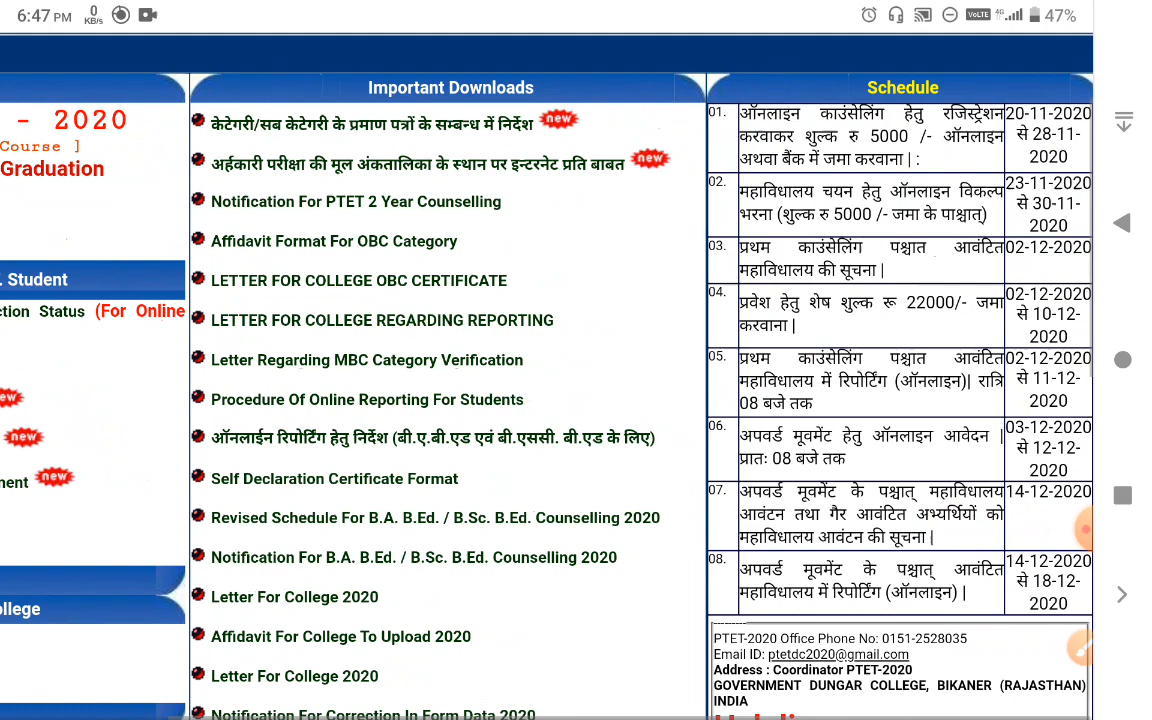 6:47 PM 0 KB/s VoLTE 4G 47%
- 2020
Course ]
Graduation
Student
ction Status (For Online
ew
new
nent new
ollege
Important Downloads
केटेगरी/सब केटेगरी के प्रमाण पत्रों के सम्बन्ध में निर्देश new
अर्हकारी परीक्षा की मूल अंकतालिका के स्थान पर इन्टरनेट प्रति बाबत new
Notification For PTET 2 Year Counselling
Affidavit Format For OBC Category
LETTER FOR COLLEGE OBC CERTIFICATE
LETTER FOR COLLEGE REGARDING REPORTING
Letter Regarding MBC Category Verification
Procedure Of Online Reporting For Students
ऑनलाईन रिपोर्टिंग हेतु निर्देश (बी.ए.बी.एड एवं बी.एससी. बी.एड के लिए)
Self Declaration Certificate Format
Revised Schedule For B.A. B.Ed. / B.Sc. B.Ed. Counselling 2020
Notification For B.A. B.Ed. / B.Sc. B.Ed. Counselling 2020
Letter For College 2020
Affidavit For College To Upload 2020
Letter For College 2020
Notification For Correction In Form Data 2020
Schedule
01. ऑनलाइन काउंसेलिंग हेतु रजिस्ट्रेशन 20-11-2020
करवाकर शुल्क रु 5000 /- ऑनलाइन से 28-11-
अथवा बैंक में जमा करवाना | : 2020
02. महाविधालय चयन हेतु ऑनलाइन विकल्प 23-11-2020
भरना (शुल्क रु 5000 /- जमा के पाश्चात्) से 30-11-
2020
03. प्रथम काउंसेलिंग पश्चात आवंटित 02-12-2020
महाविधालय की सूचना |
04. प्रवेश हेतु शेष शुल्क रू 22000/- जमा 02-12-2020
करवाना | से 10-12-
2020
05. प्रथम काउंसेलिंग पश्चात आवंटित 02-12-2020
महाविधालय में रिपोर्टिंग (ऑनलाइन)| रात्रि से 11-12-
08 बजे तक 2020
06. अपवर्ड मूवमेंट हेतु ऑनलाइन आवेदन | 03-12-2020
प्रातः 08 बजे तक से 12-12-
2020
07. अपवर्ड मूवमेंट के पश्चात् महाविधालय 14-12-2020
आवंटन तथा गैर आवंटित अभ्यर्थियों को
महाविधालय आवंटन की सूचना |
08. अपवर्ड मूवमेंट के पश्चात् आवंटित 14-12-2020
महाविधालय में रिपोर्टिंग (ऑनलाइन) | से 18-12-
2020
PTET-2020 Office Phone No: 0151-2528035
Email ID: ptetdc2020@gmail.com
Address : Coordinator PTET-2020
GOVERNMENT DUNGAR COLLEGE, BIKANER (RAJASTHAN)
INDIA